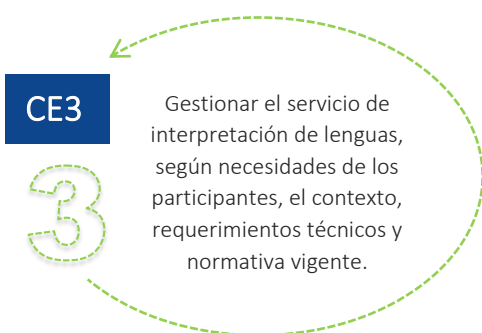 CE3
3
Gestionar el servicio de
interpretación de lenguas,
según necesidades de los
participantes, el contexto,
requerimientos técnicos y
normativa vigente.